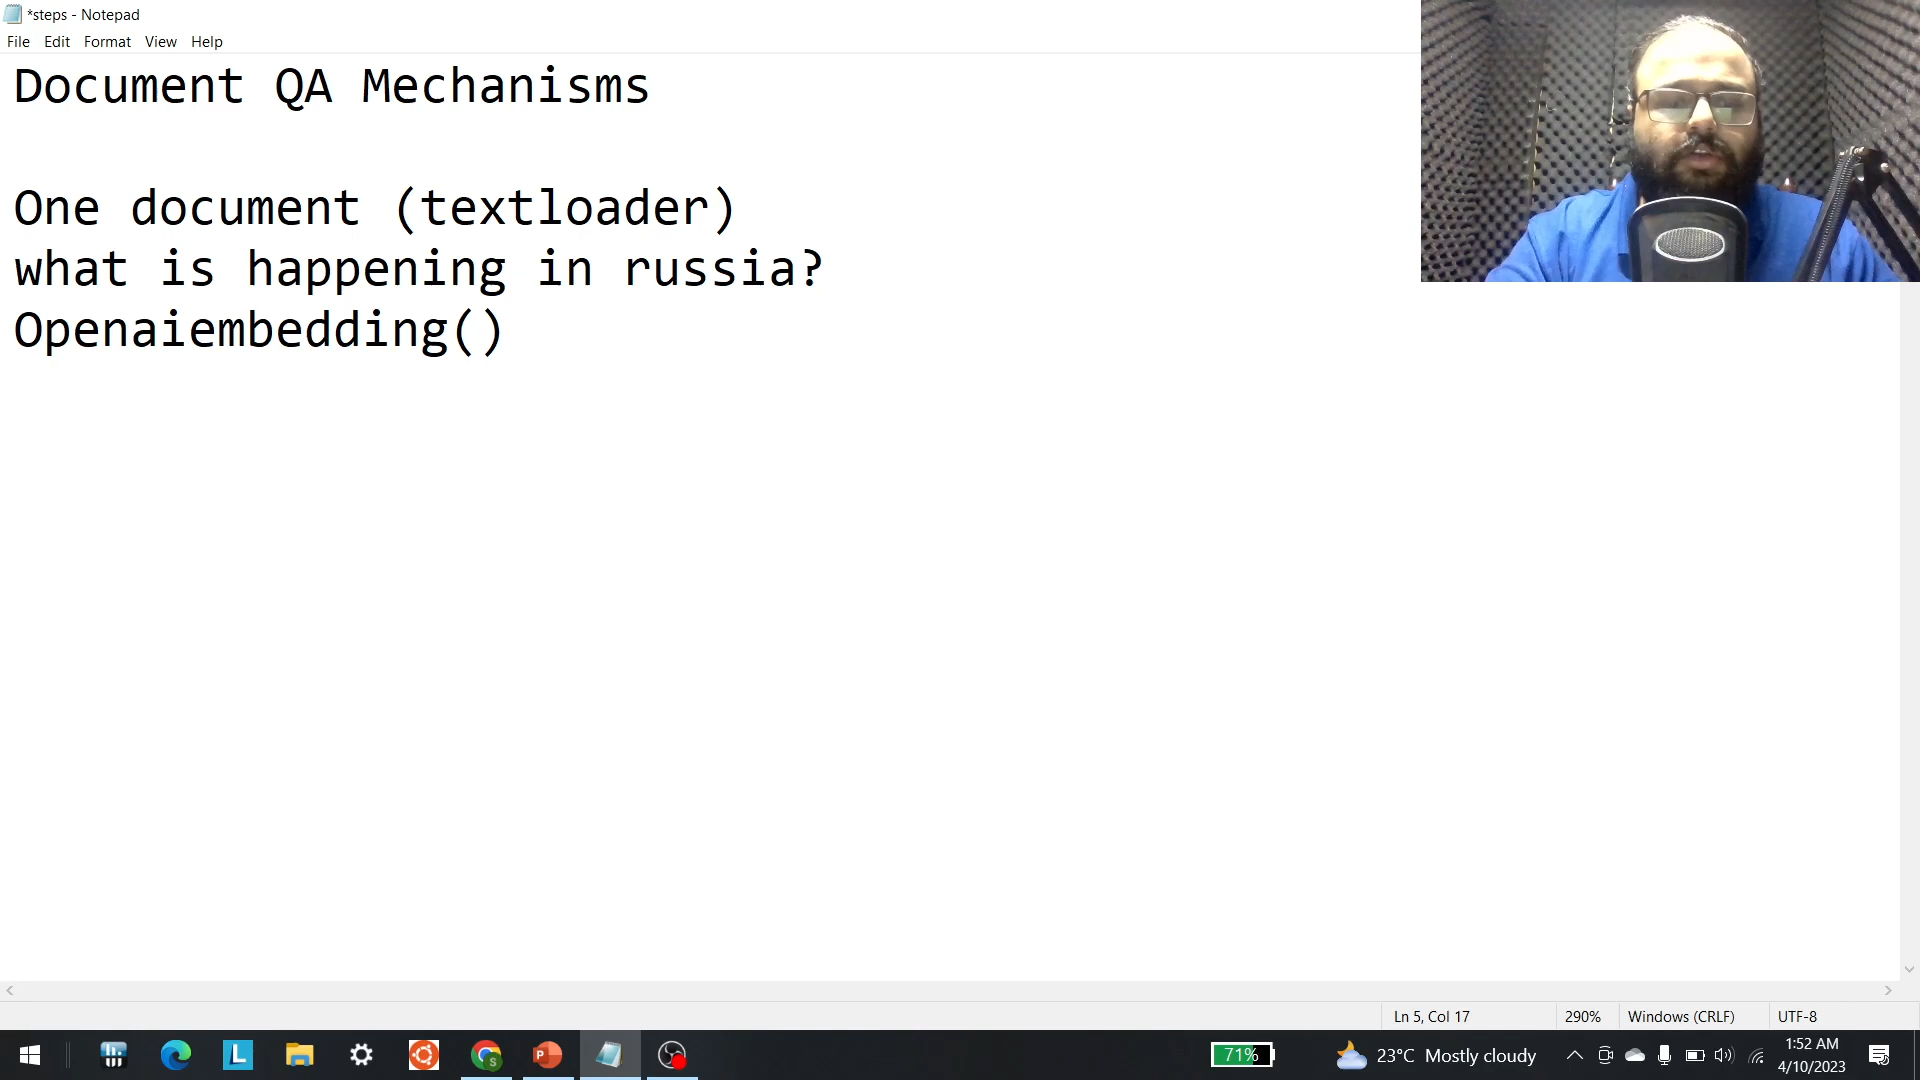 *steps - Notepad
File Edit Format View Help
Document QA Mechanisms
One document (textloader)
what is happening in russia?
Openaiembedding()
Ln 5, Col 17 290% Windows (CRLF) UTF-8
71% 23°C Mostly cloudy 1:52 AM
4/10/2023